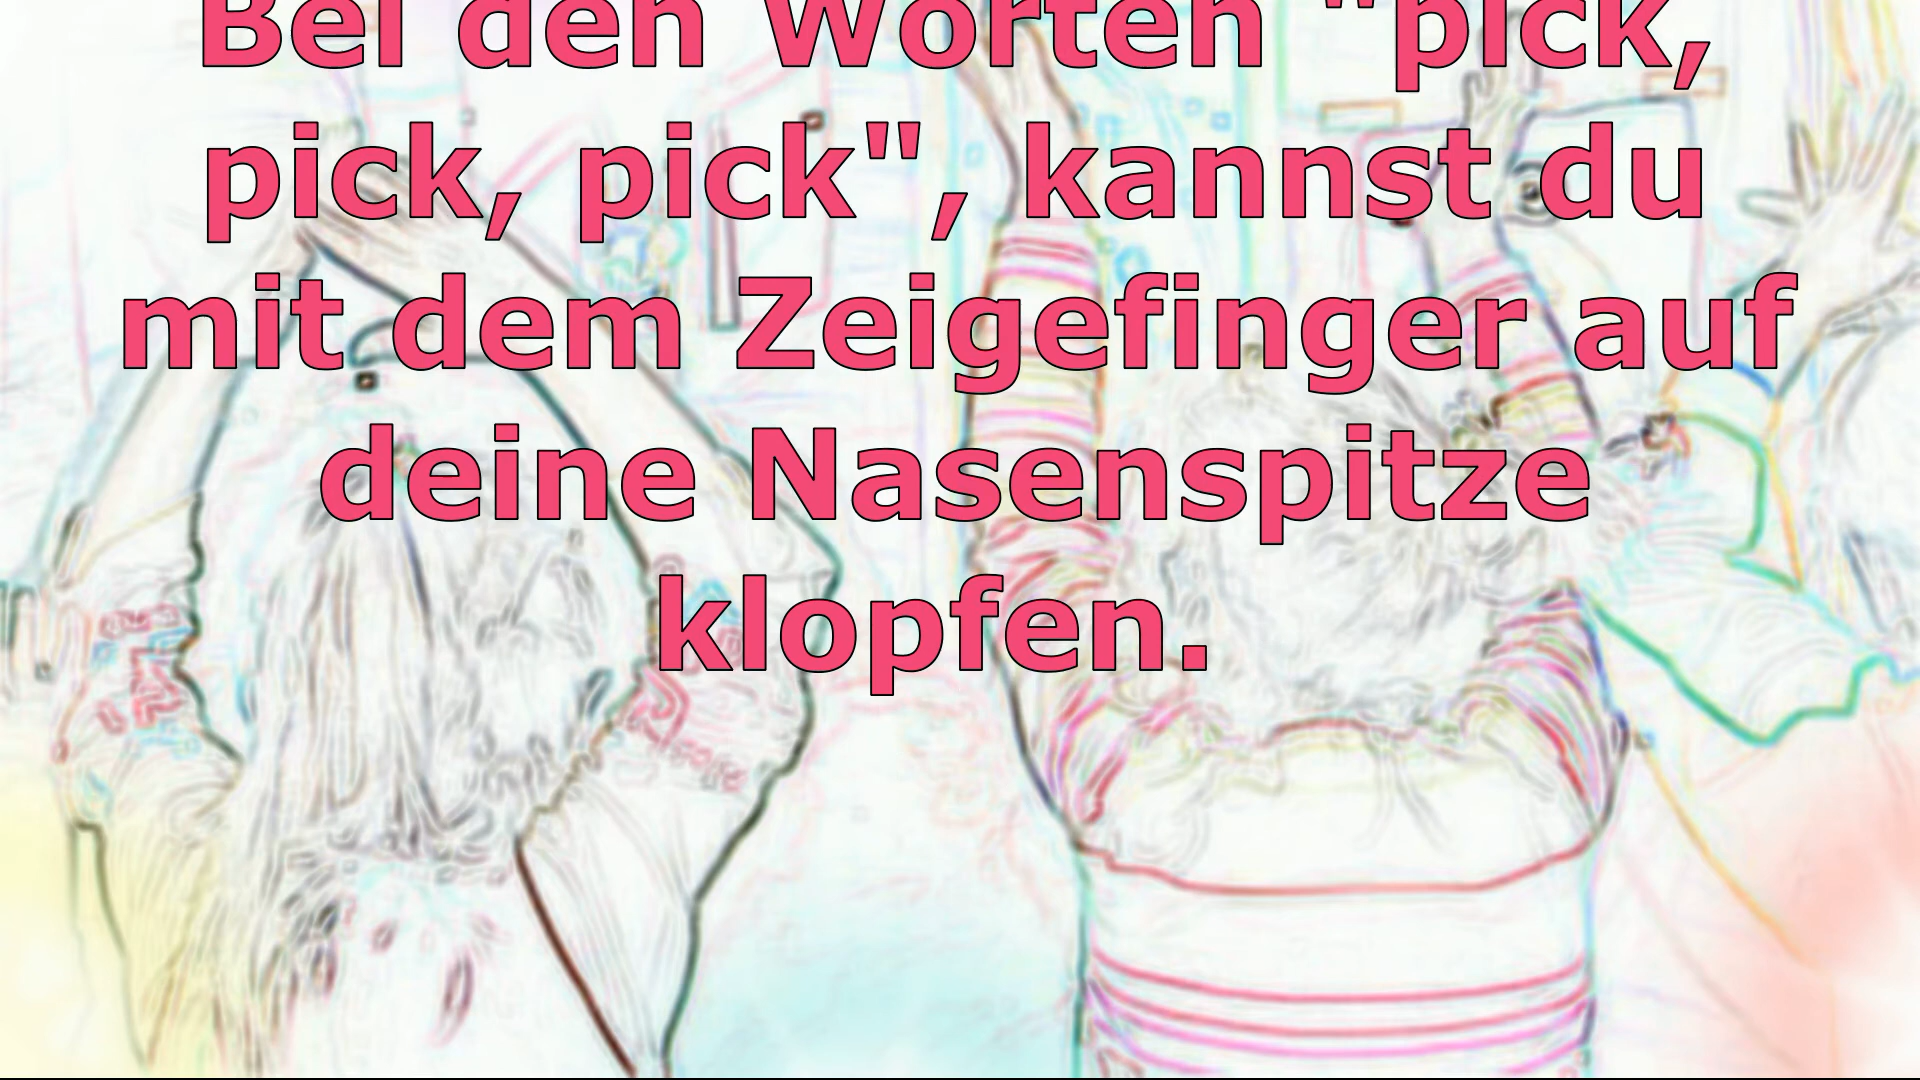 Bei den Worten "pick,
pick, pick", kannst du
mit dem Zeigefinger auf
deine Nasenspitze
klopfen.